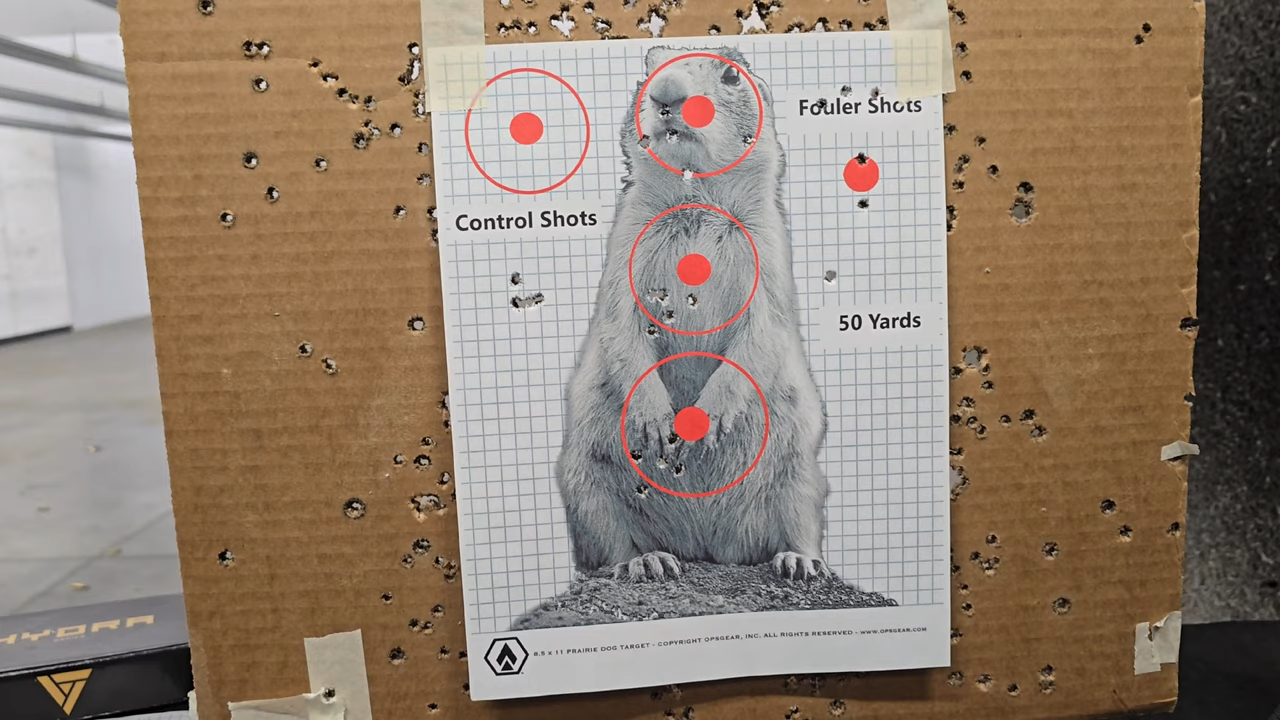 Fouler Shots
Control Shots
50 Yards
8.5 x 11 PRAIRIE DOG TARGET - COPYRIGHT OPSGEAR, INC. ALL RIGHTS RESERVED - WWW.OPSGEAR.COM
HYDRA